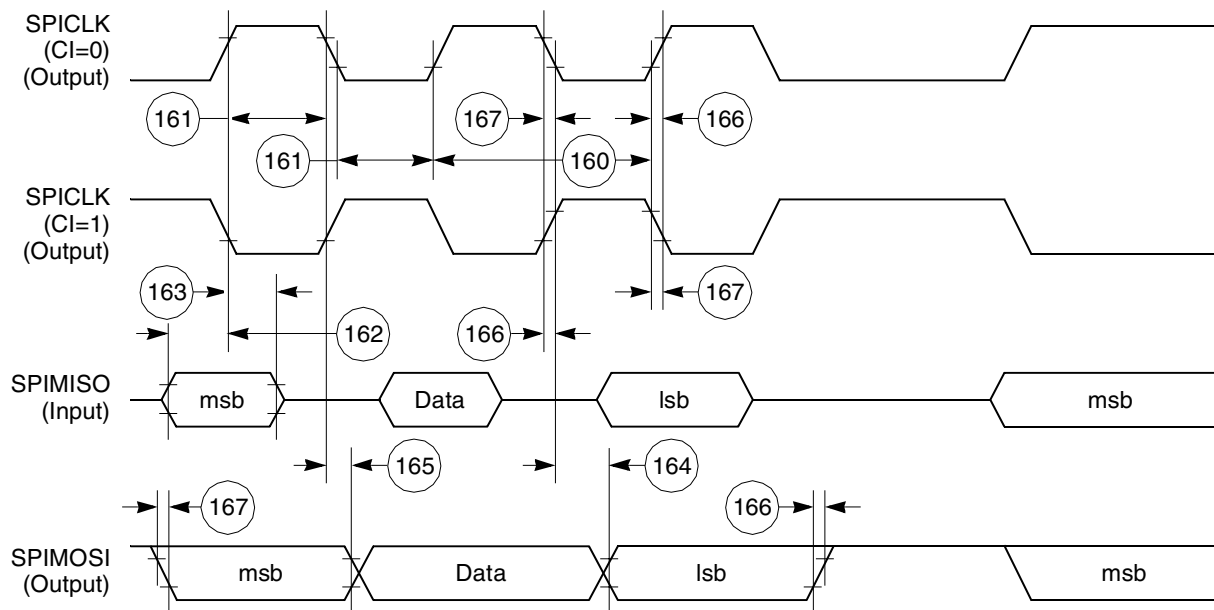 SPICLK
(CI=0)
(Output)
161
167
166
161
160
SPICLK
(CI=1)
(Output)
163
167
162
166
SPIMISO
(Input)
msb
Data
lsb
msb
165
164
167
166
SPIMOSI
(Output)
msb
Data
lsb
msb